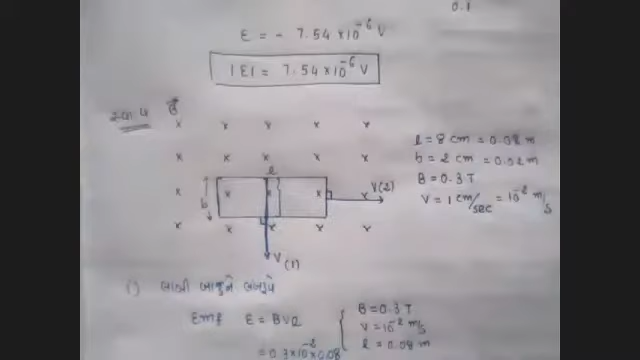 0.1
ε = - 7.54 × 10⁻⁶ V
|ε| = 7.54 × 10⁻⁶ V
B⃗
x x x x x
x x x x x
l
l = 8 cm = 0.08 m
b = 2 cm = 0.02 m
B = 0.3 T
V = 1 cm/sec = 10⁻² m/s
b
x x x x x
V(2)
x x x x x
V(1)
(1) લાંબી બાજુને લંબરૂપે
Emf ε = Bvl
B = 0.3 T
V = 10⁻² m/s
l = 0.08 m
= 0.3 × 10⁻² × 0.08